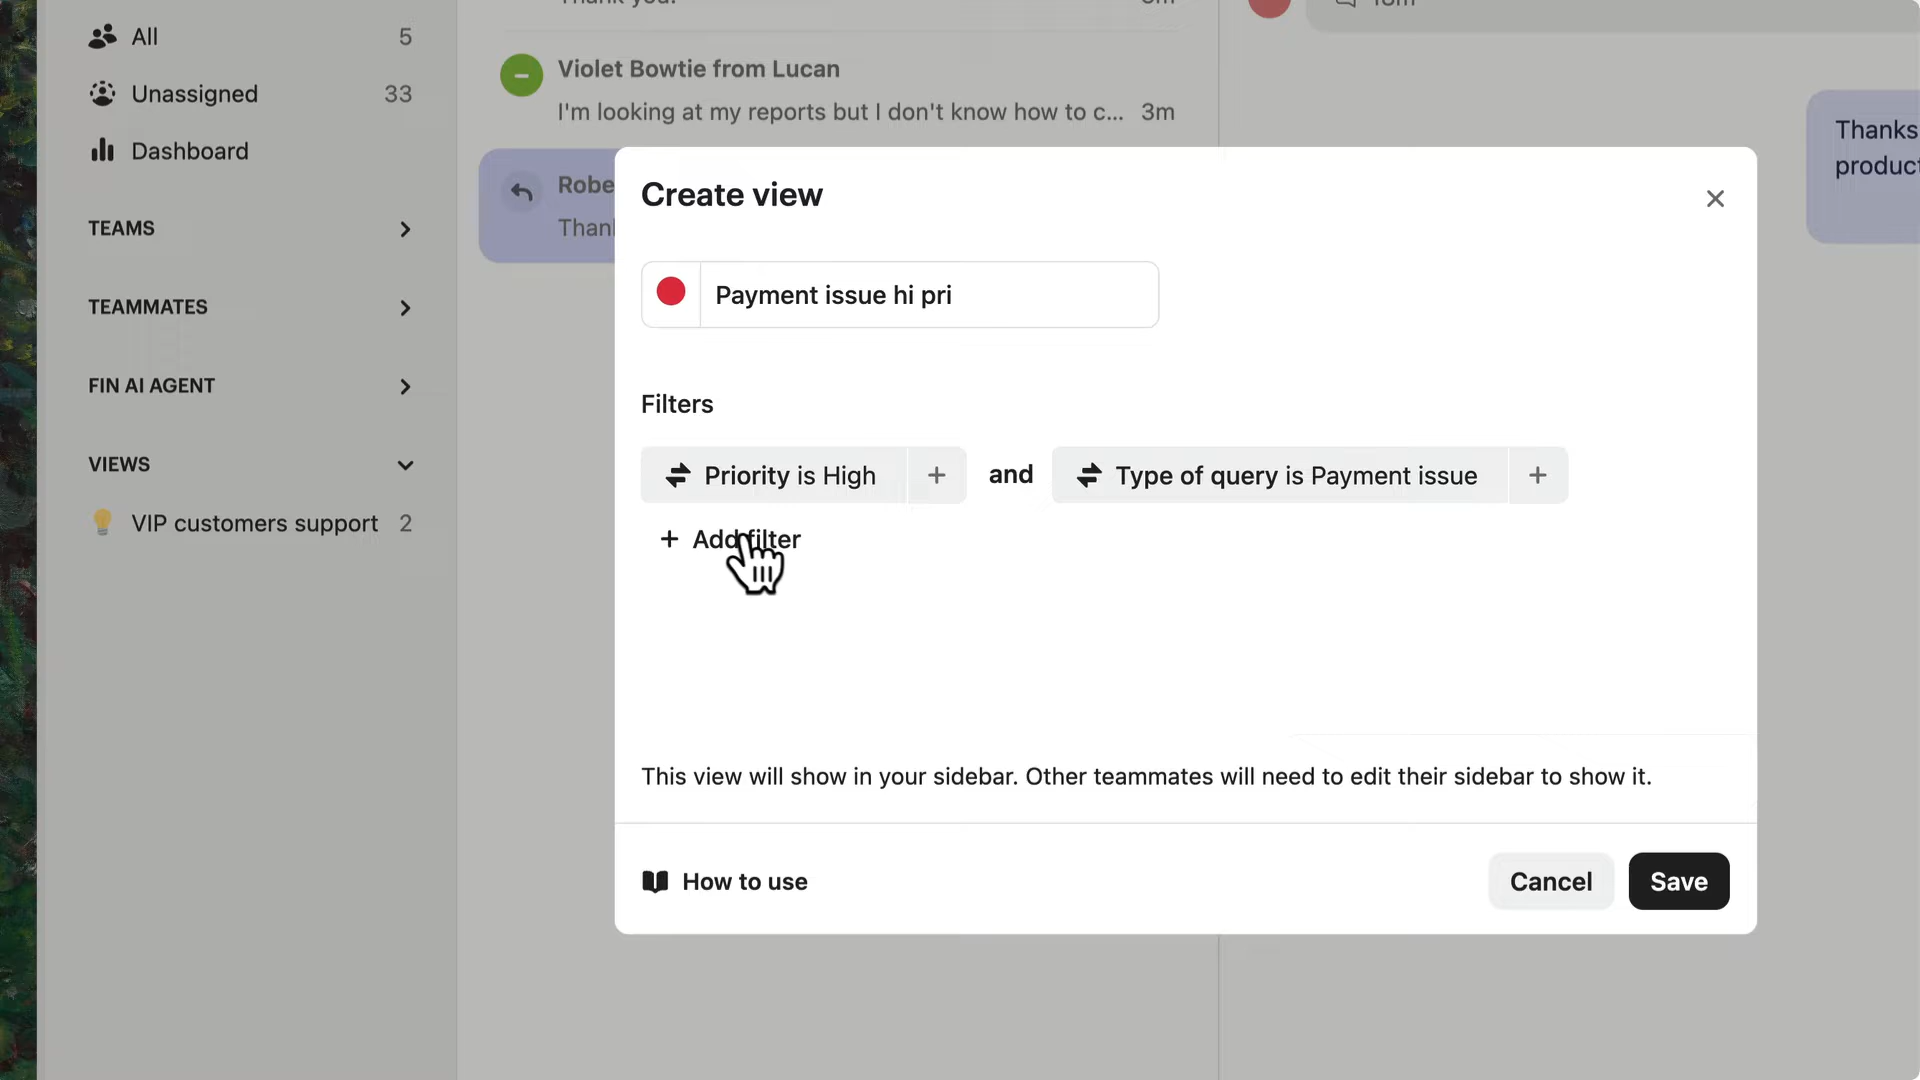 All 5
Unassigned 33
Dashboard
TEAMS
TEAMMATES
FIN AI AGENT
VIEWS
VIP customers support 2
Violet Bowtie from Lucan
I'm looking at my reports but I don't know how to c... 3m
Robe
Than
Thanks
product
Create view
Payment issue hi pri
Filters
Priority is High + and Type of query is Payment issue +
+ Add filter
This view will show in your sidebar. Other teammates will need to edit their sidebar to show it.
How to use
Cancel Save